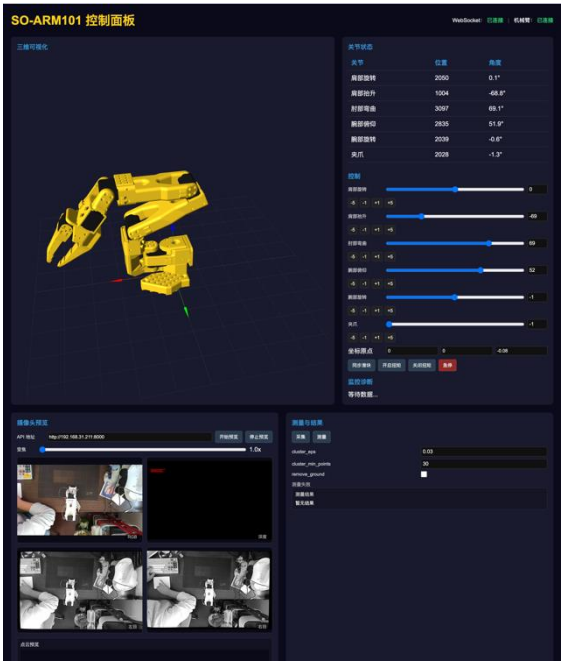 SO-ARM101 控制面板
WebSocket: 已连接 | 机械臂: 已连接
三维可视化
关节状态
关节 位置 角度
肩部旋转 2050 0.1°
肩部抬升 1004 -68.8°
肘部弯曲 3097 69.1°
腕部俯仰 2835 51.9°
腕部旋转 2039 -0.6°
夹爪 2028 -1.3°
控制
肩部旋转 0
-5 -1 +1 +5
肩部抬升 -69
-5 -1 +1 +5
肘部弯曲 69
-5 -1 +1 +5
腕部俯仰 52
-5 -1 +1 +5
腕部旋转 -1
-5 -1 +1 +5
夹爪 -1
-5 -1 +1 +5
坐标原点 0 0 -0.06
同步滑块 开启扭矩 关闭扭矩 急停
监控诊断
等待数据...
摄像头预览
API 地址 http://192.168.31.211:8000 开始预览 停止预览
变焦 1.0x
RGB
深度
左目
右目
点云预览
测量与结果
采集 测量
cluster_eps 0.03
cluster_min_points 30
remove_ground
测量失败
测量结果
暂无结果